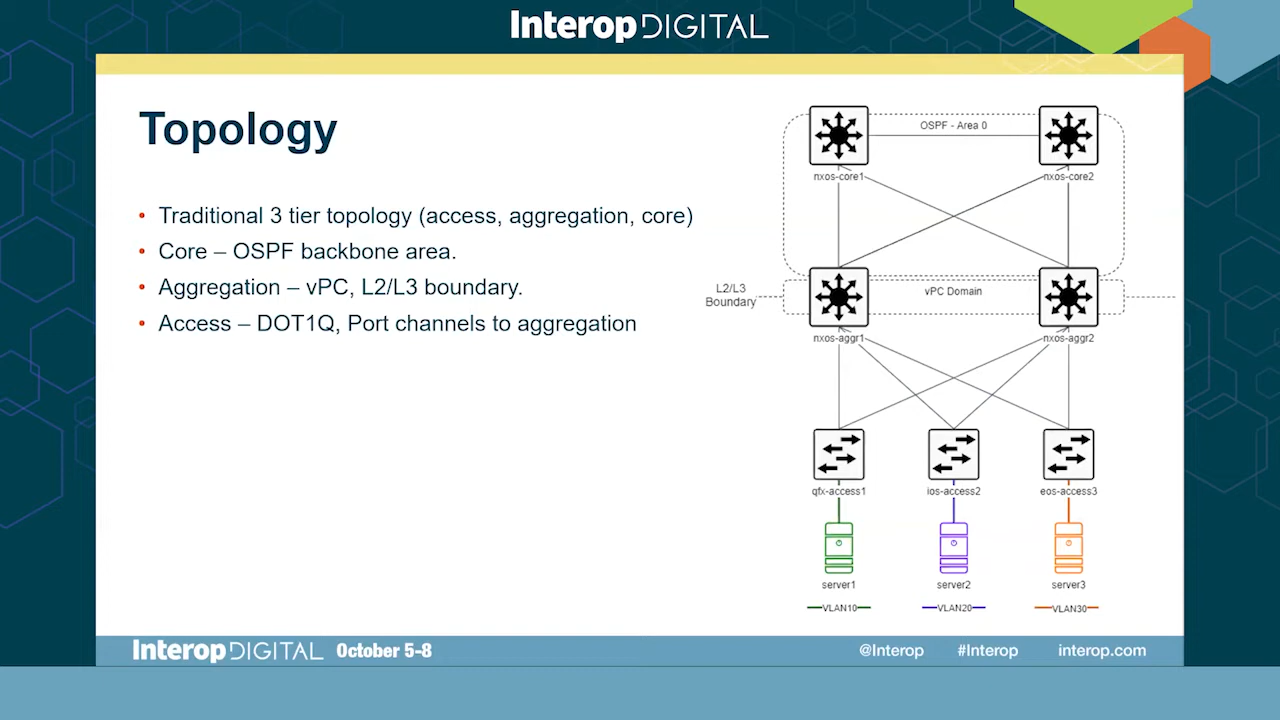 Interop DIGITAL
Topology
• Traditional 3 tier topology (access, aggregation, core)
• Core – OSPF backbone area.
• Aggregation – vPC, L2/L3 boundary.
• Access – DOT1Q, Port channels to aggregation
OSPF - Area 0
nxos-core1
nxos-core2
L2/L3
Boundary
vPC Domain
nxos-aggr1
nxos-aggr2
qfx-access1
ios-access2
eos-access3
server1
server2
server3
VLAN10
VLAN20
VLAN30
Interop DIGITAL October 5-8
@Interop #Interop interop.com